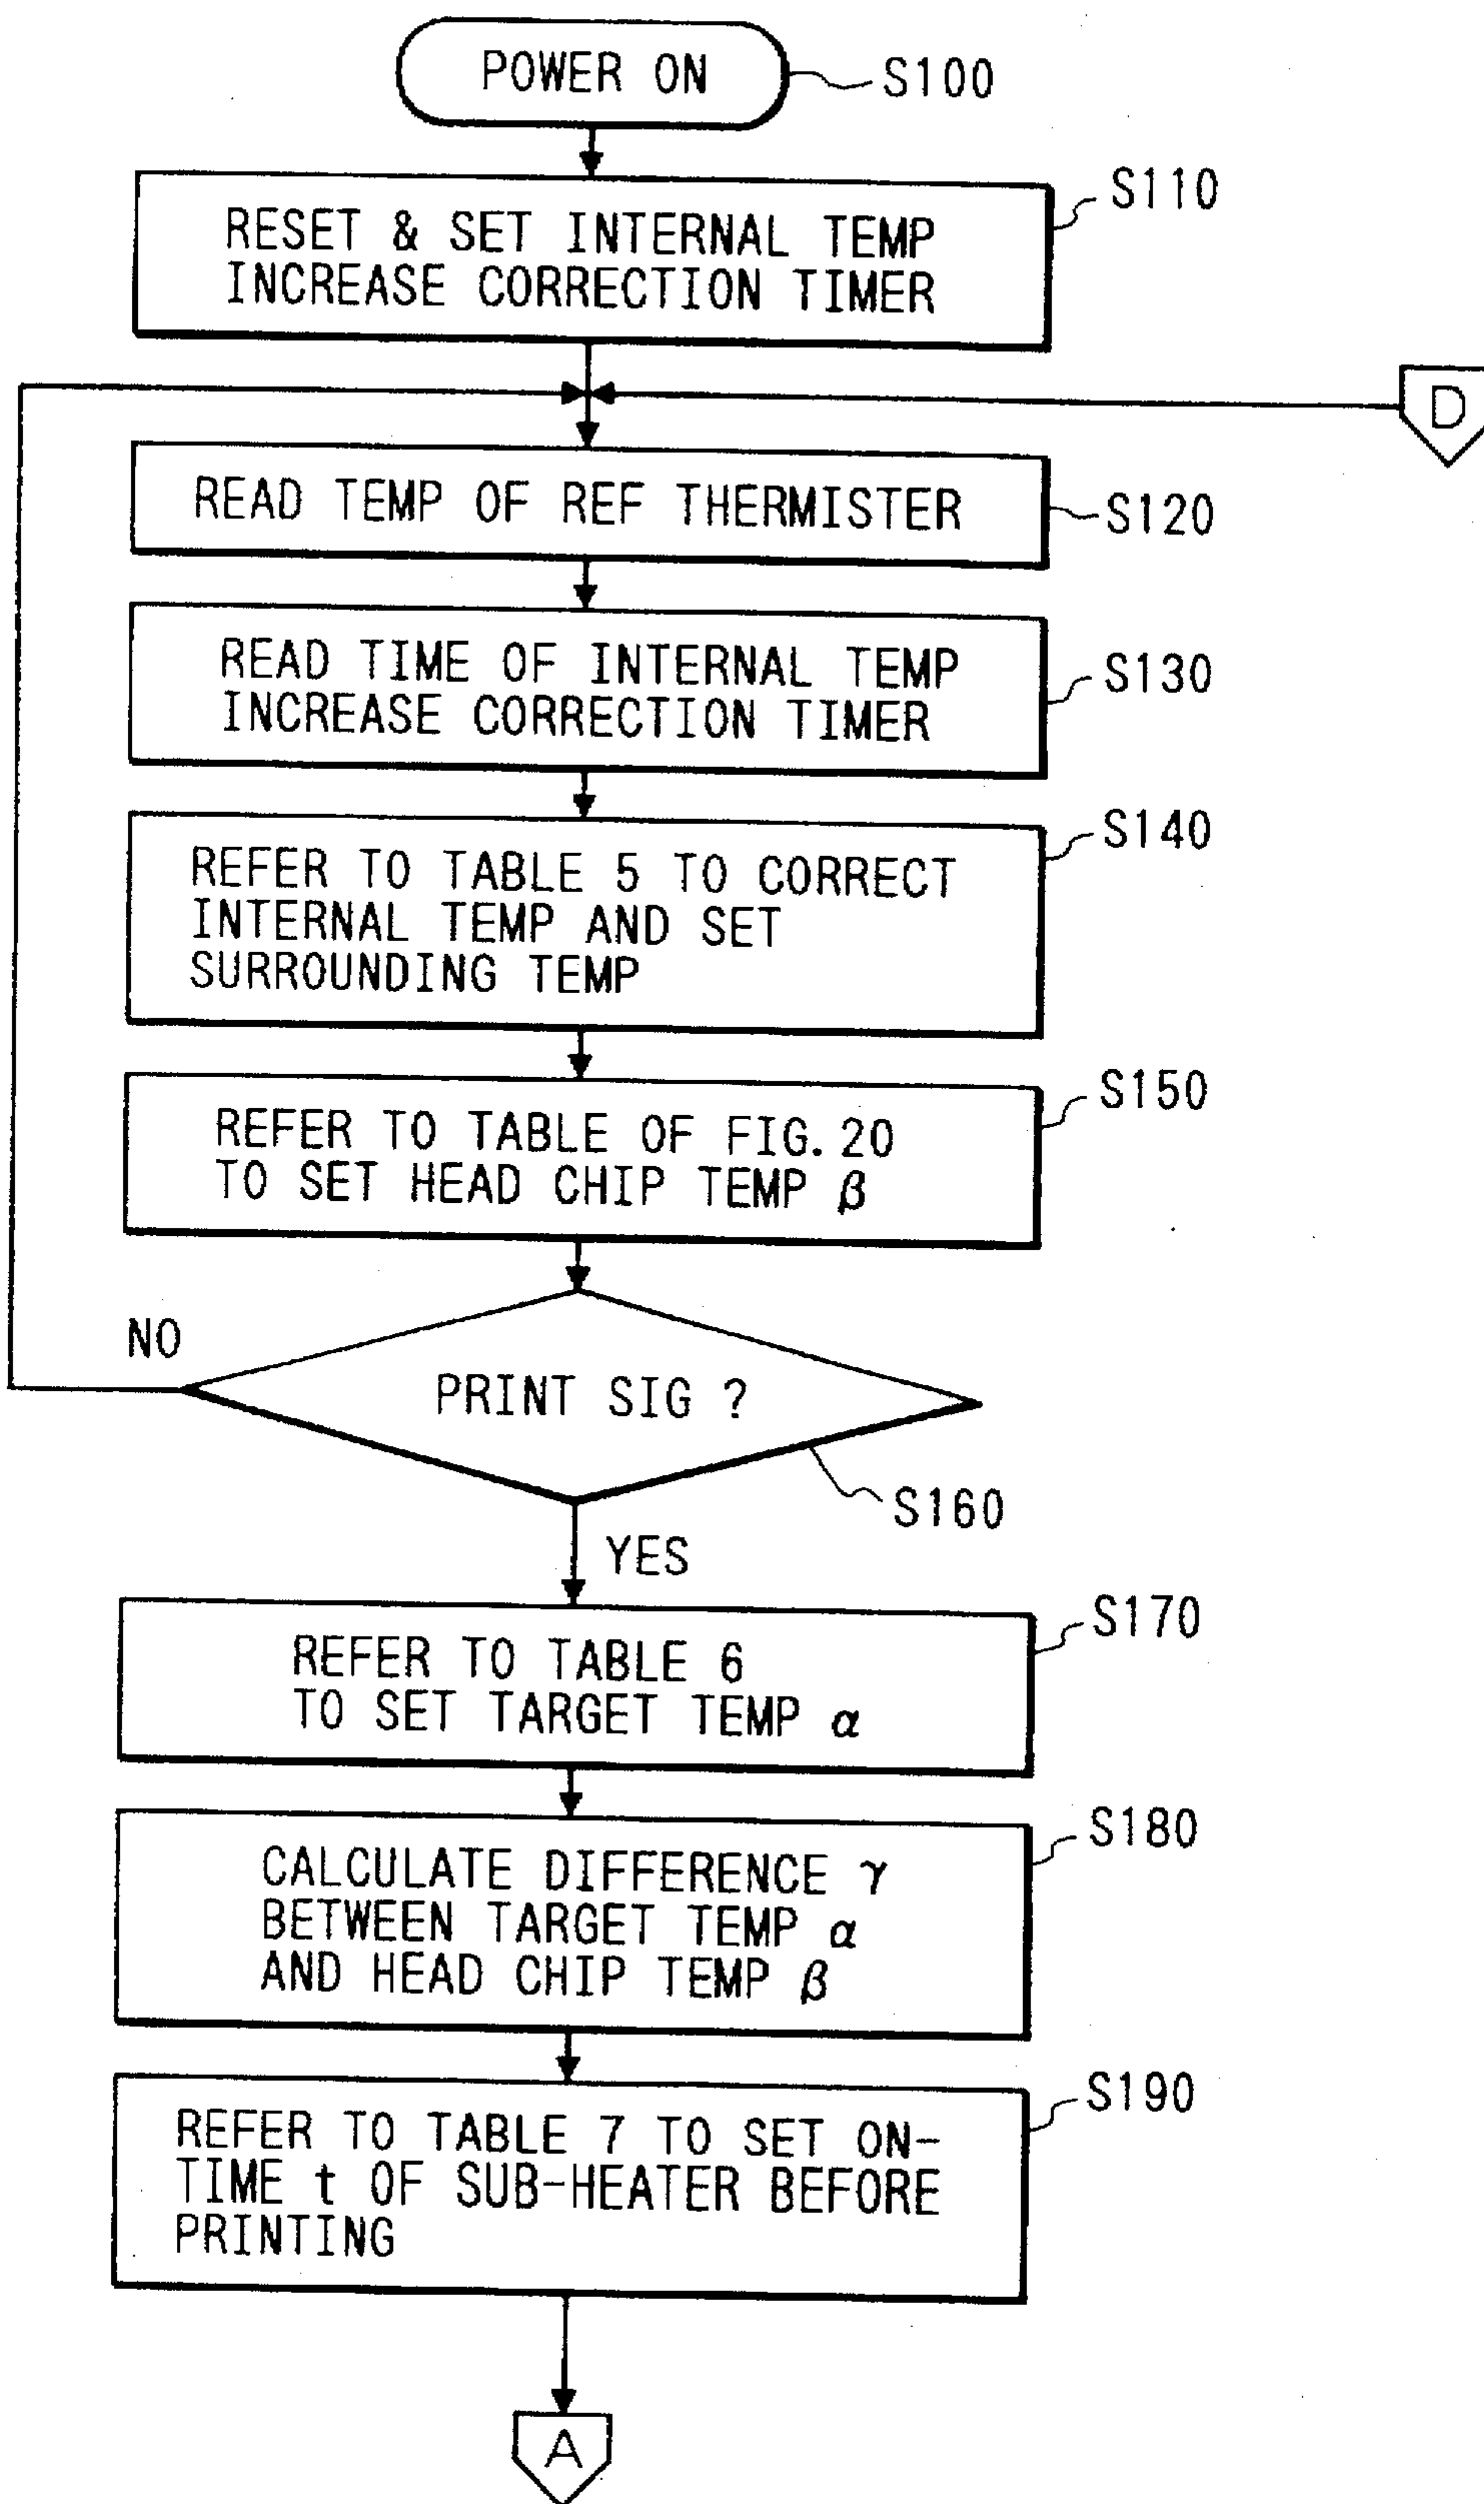 POWER ON
S100
RESET & SET INTERNAL TEMP
INCREASE CORRECTION TIMER
S110
D
READ TEMP OF REF THERMISTER
S120
READ TIME OF INTERNAL TEMP
INCREASE CORRECTION TIMER
S130
REFER TO TABLE 5 TO CORRECT
INTERNAL TEMP AND SET
SURROUNDING TEMP
S140
REFER TO TABLE OF FIG. 20
TO SET HEAD CHIP TEMP β
S150
NO
PRINT SIG ?
S160
YES
REFER TO TABLE 6
TO SET TARGET TEMP α
S170
CALCULATE DIFFERENCE γ
BETWEEN TARGET TEMP α
AND HEAD CHIP TEMP β
S180
REFER TO TABLE 7 TO SET ON-
TIME t OF SUB-HEATER BEFORE
PRINTING
S190
A